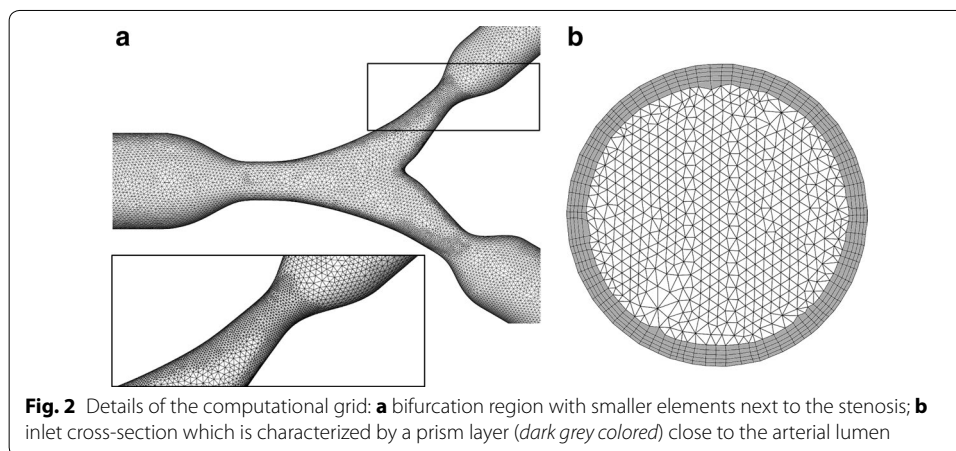 a
b
Fig. 2 Details of the computational grid: a bifurcation region with smaller elements next to the stenosis; b
inlet cross-section which is characterized by a prism layer (dark grey colored) close to the arterial lumen